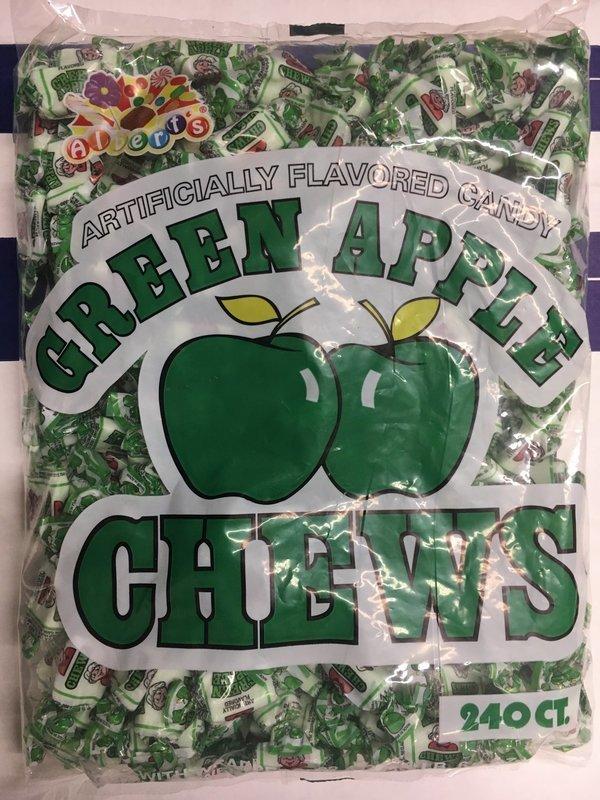 Albert's®
ARTIFICIALLY FLAVORED CANDY
GREEN APPLE
CHEWS
240 CT.